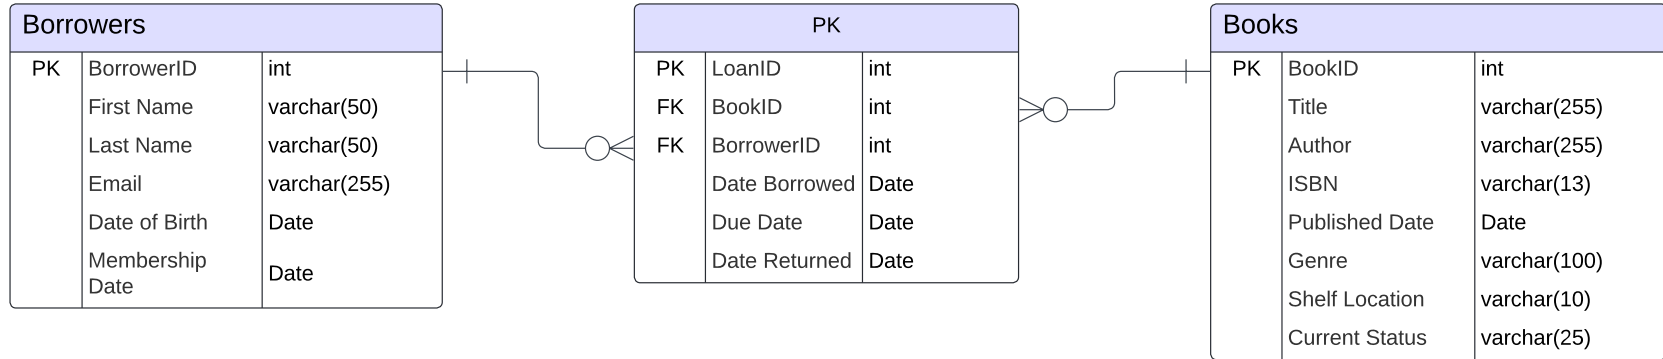 Borrowers
PK BorrowerID int
First Name varchar(50)
Last Name varchar(50)
Email varchar(255)
Date of Birth Date
Membership
Date Date
PK
PK LoanID int
FK BookID int
FK BorrowerID int
Date Borrowed Date
Due Date Date
Date Returned Date
Books
PK BookID int
Title varchar(255)
Author varchar(255)
ISBN varchar(13)
Published Date Date
Genre varchar(100)
Shelf Location varchar(10)
Current Status varchar(25)